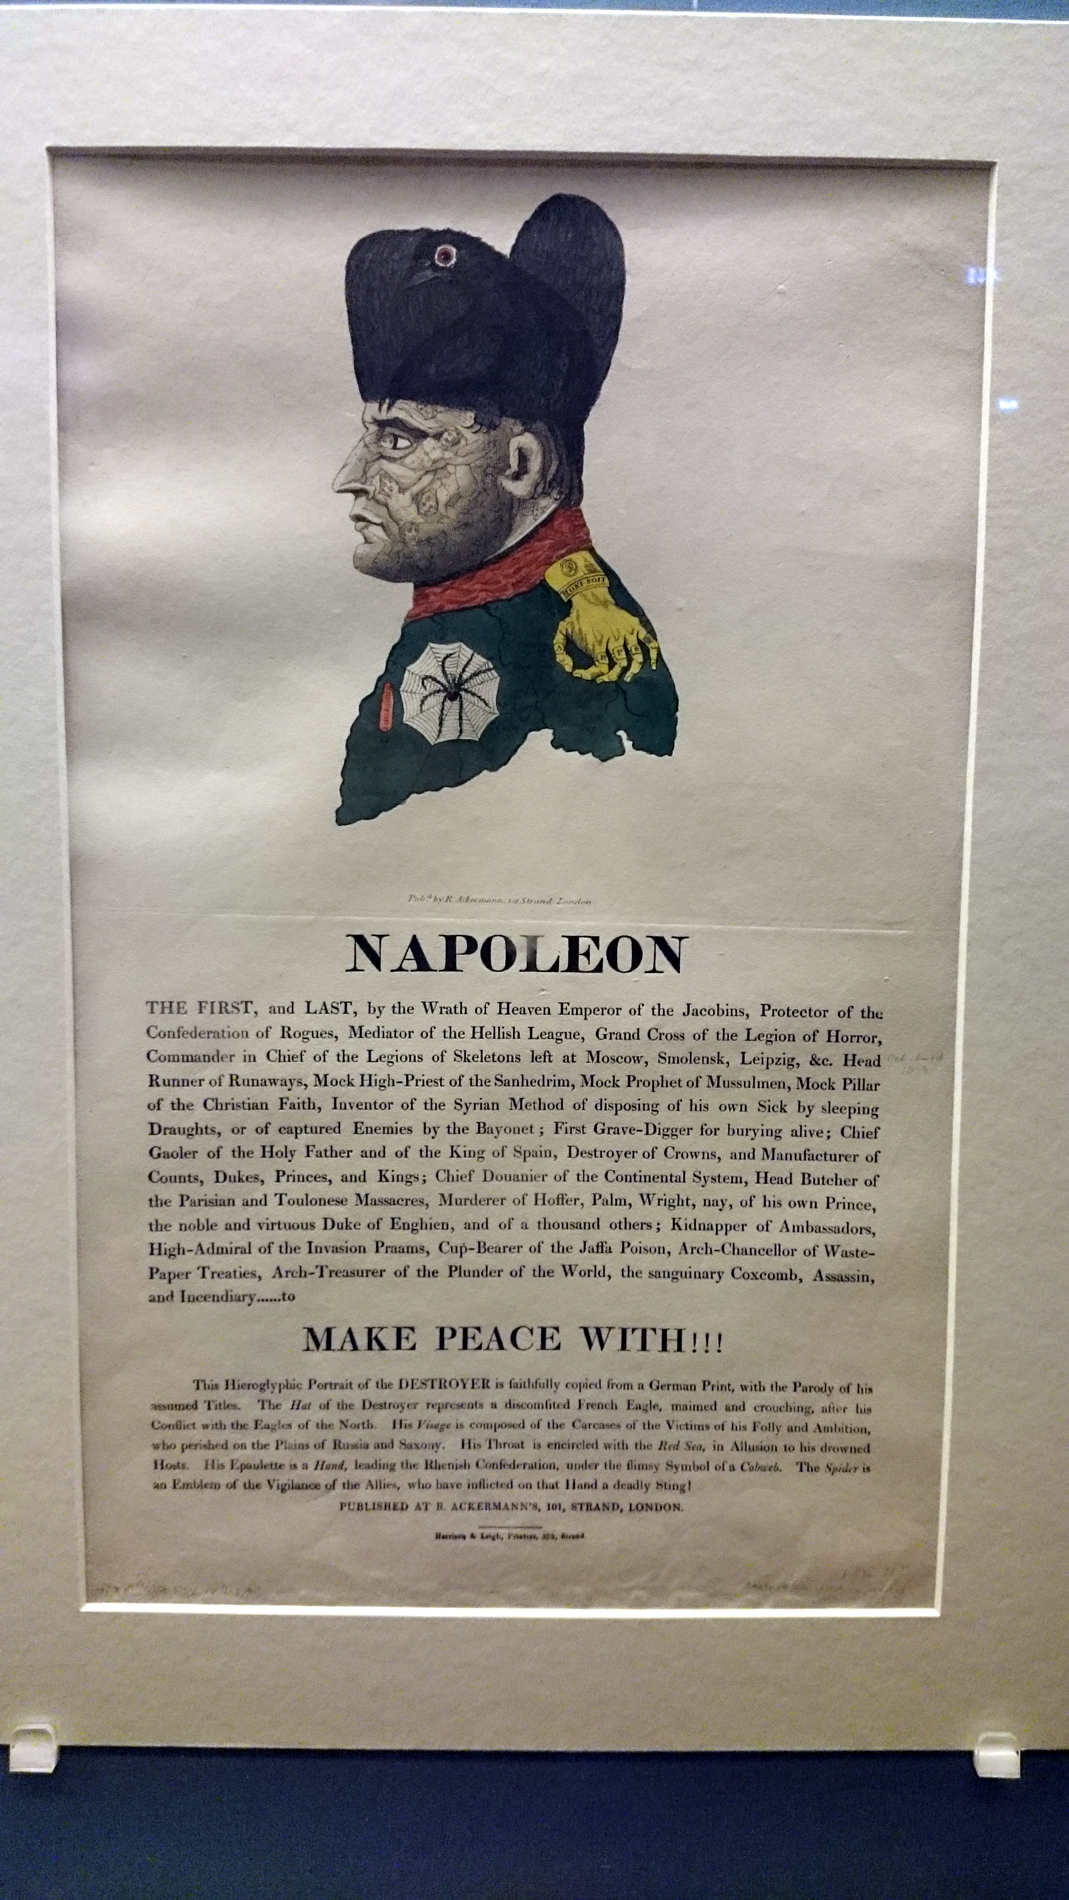 HONI SOIT
Pub.d by R. Ackermann, 101 Strand, London
NAPOLEON
THE FIRST, and LAST, by the Wrath of Heaven Emperor of the Jacobins, Protector of the
Confederation of Rogues, Mediator of the Hellish League, Grand Cross of the Legion of Horror,
Commander in Chief of the Legions of Skeletons left at Moscow, Smolensk, Leipzig, &c. Head
Runner of Runaways, Mock High-Priest of the Sanhedrim, Mock Prophet of Mussulmen, Mock Pillar
of the Christian Faith, Inventor of the Syrian Method of disposing of his own Sick by sleeping
Draughts, or of captured Enemies by the Bayonet; First Grave-Digger for burying alive; Chief
Gaoler of the Holy Father and of the King of Spain, Destroyer of Crowns, and Manufacturer of
Counts, Dukes, Princes, and Kings; Chief Douanier of the Continental System, Head Butcher of
the Parisian and Toulonese Massacres, Murderer of Hoffer, Palm, Wright, nay, of his own Prince,
the noble and virtuous Duke of Enghien, and of a thousand others; Kidnapper of Ambassadors,
High-Admiral of the Invasion Praams, Cup-Bearer of the Jaffa Poison, Arch-Chancellor of Waste-
Paper Treaties, Arch-Treasurer of the Plunder of the World, the sanguinary Coxcomb, Assassin,
and Incendiary......to
MAKE PEACE WITH!!!
This Hieroglyphic Portrait of the DESTROYER is faithfully copied from a German Print, with the Parody of his
assumed Titles. The Hat of the Destroyer represents a discomfited French Eagle, maimed and crouching, after his
Conflict with the Eagles of the North. His Visage is composed of the Carcases of the Victims of his Folly and Ambition,
who perished on the Plains of Russia and Saxony. His Throat is encircled with the Red Sea, in Allusion to his drowned
Hosts. His Epaulette is a Hand, leading the Rhenish Confederation, under the flimsy Symbol of a Cobweb. The Spider is
an Emblem of the Vigilance of the Allies, who have inflicted on that Hand a deadly Sting!
PUBLISHED AT R. ACKERMANN'S, 101, STRAND, LONDON.
Harrison & Leigh, Printers, 373, Strand